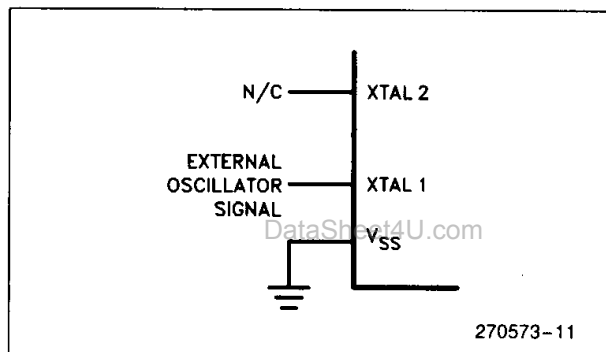 N/C XTAL 2
EXTERNAL
OSCILLATOR XTAL 1
SIGNAL
DataSheet4U.com
VSS
270573-11